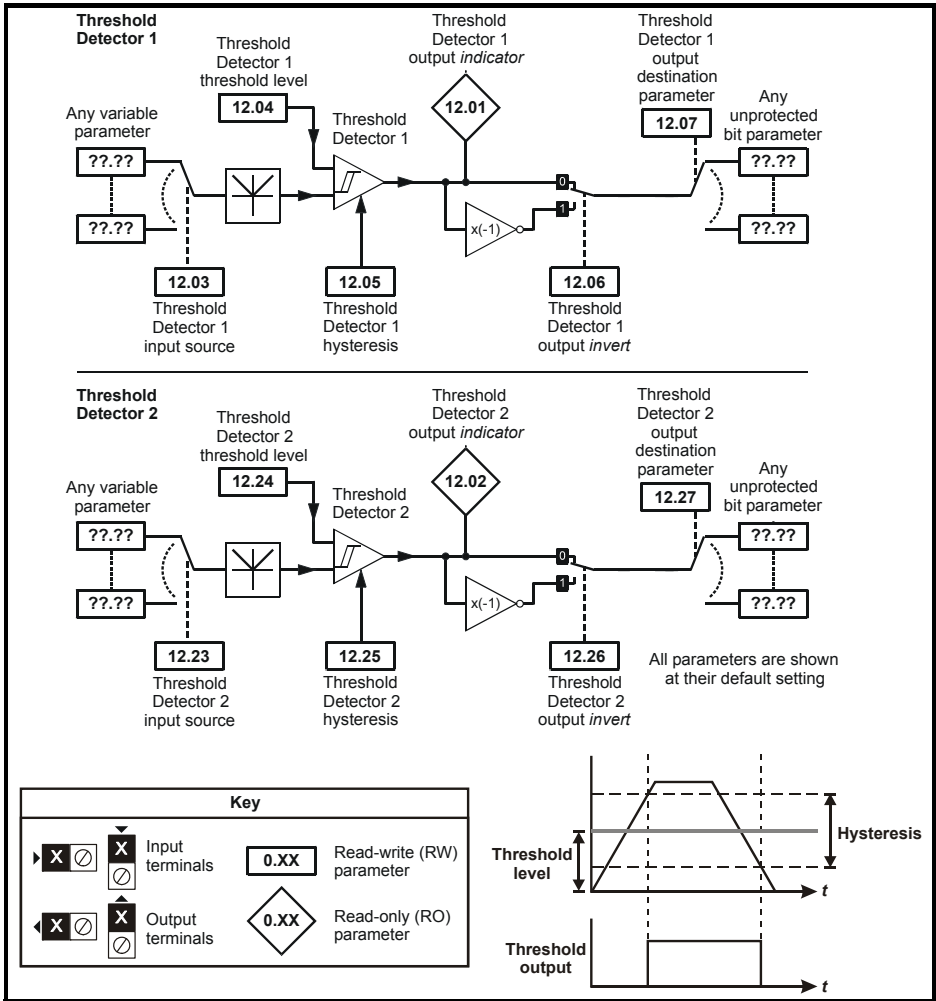 Threshold
Detector 1
Threshold
Detector 1
threshold level
12.04
Threshold
Detector 1
output indicator
12.01
Threshold
Detector 1
output
destination
parameter
12.07
Any variable
parameter
??.??
??.??
Threshold
Detector 1
Any
unprotected
bit parameter
??.??
??.??
0
1
x(-1)
12.03
Threshold
Detector 1
input source
12.05
Threshold
Detector 1
hysteresis
12.06
Threshold
Detector 1
output invert
Threshold
Detector 2
Threshold
Detector 2
threshold level
12.24
Threshold
Detector 2
output indicator
12.02
Threshold
Detector 2
output
destination
parameter
12.27
Any variable
parameter
??.??
??.??
Threshold
Detector 2
Any
unprotected
bit parameter
??.??
??.??
0
1
x(-1)
12.23
Threshold
Detector 2
input source
12.25
Threshold
Detector 2
hysteresis
12.26
Threshold
Detector 2
output invert
All parameters are shown
at their default setting
Key
X
X
Input
terminals
0.XX
Read-write (RW)
parameter
X
X
Output
terminals
0.XX
Read-only (RO)
parameter
Threshold
level
Hysteresis
t
Threshold
output
t